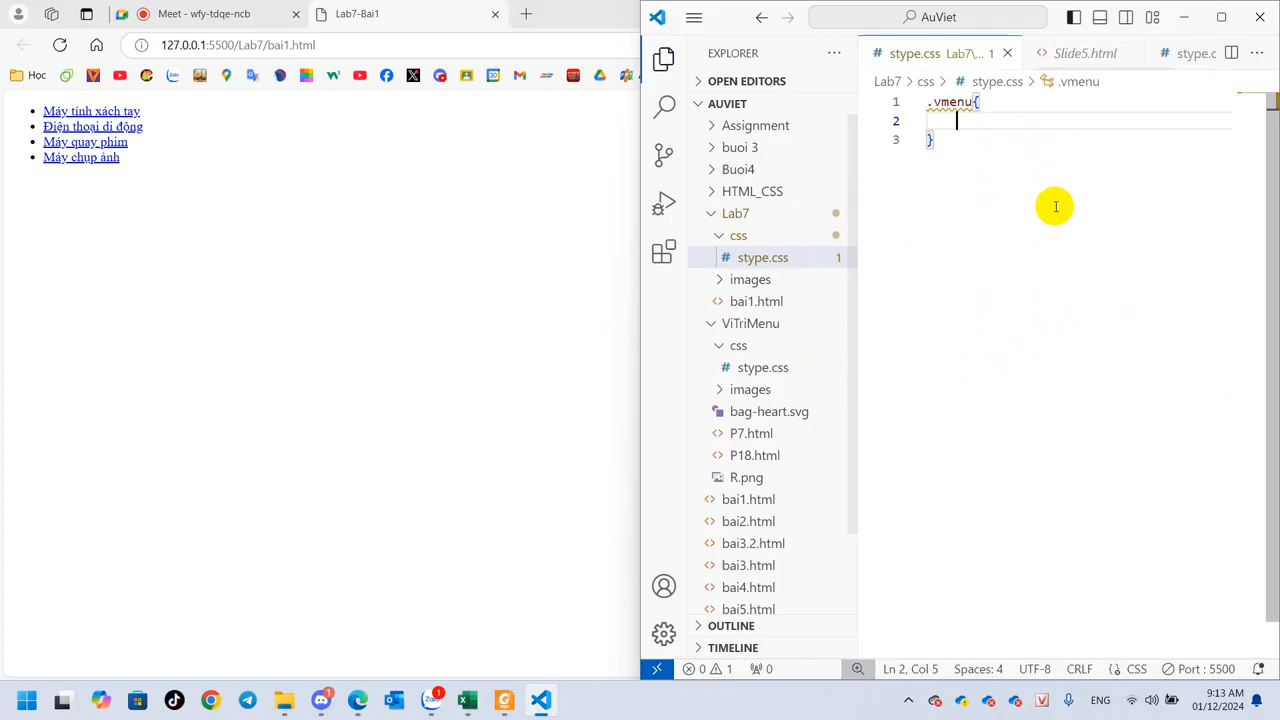 Meet - wfy-tdqe-ncb
Lab7-Bai1
127.0.0.1:5500/Lab7/bai1.html
Học
Máy tính xách tay
Điện thoại di động
Máy quay phim
Máy chụp ảnh
AuViet
EXPLORER
stype.css Lab7\... 1
Slide5.html
stype.c
OPEN EDITORS
Lab7 > css > # stype.css > .vmenu
AUVIET
Assignment
buoi 3
Buoi4
HTML_CSS
Lab7
css
# stype.css 1
images
bai1.html
ViTriMenu
css
# stype.css
images
bag-heart.svg
P7.html
P18.html
R.png
bai1.html
bai2.html
bai3.2.html
bai3.html
bai4.html
bai5.html
OUTLINE
TIMELINE
1 .vmenu{
2
3 }
0 1 0
Ln 2, Col 5 Spaces: 4 UTF-8 CRLF CSS Port : 5500
1
ENG
9:13 AM
01/12/2024